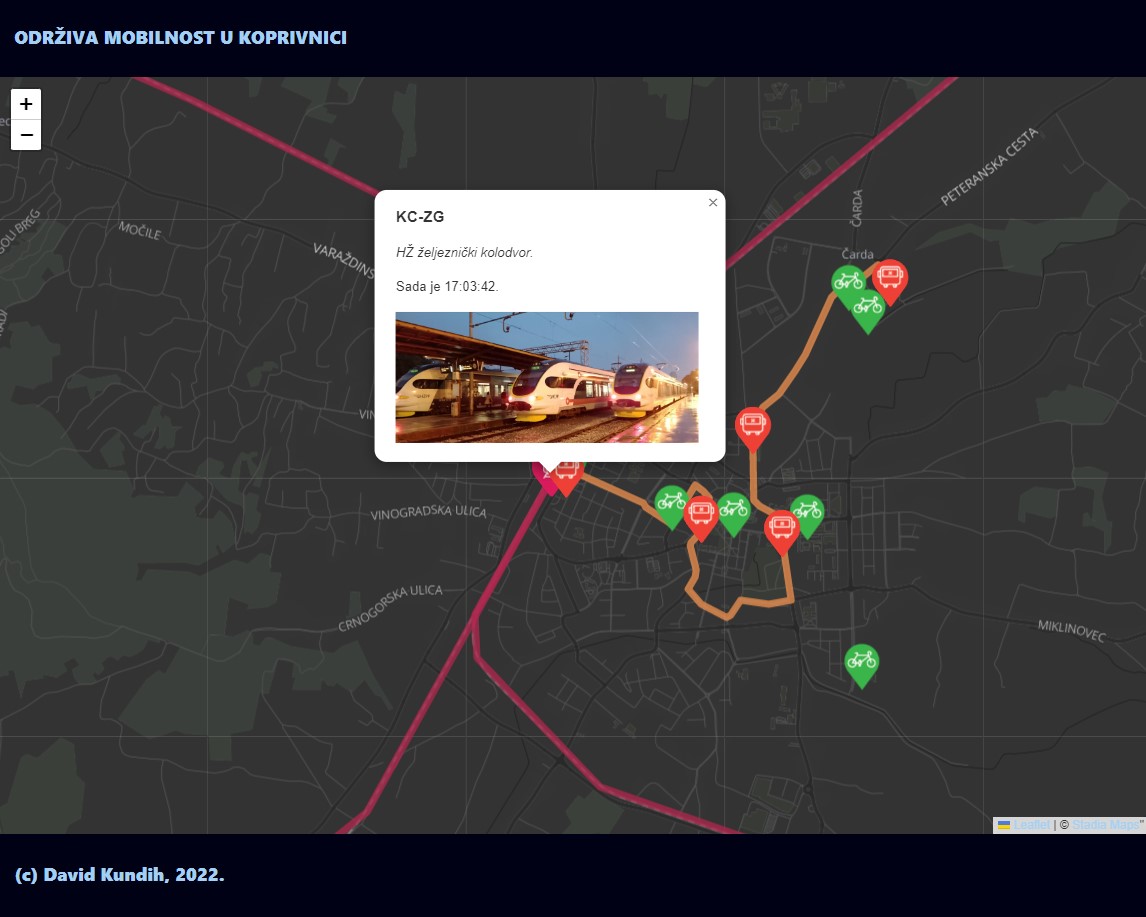 ODRŽIVA MOBILNOST U KOPRIVNICI
+
−
PETERANSKA CESTA
ČARDA
MOČILE
VARAŽDINS
Čarda
×
KC-ZG
HŽ željeznički kolodvor.
Sada je 17:03:42.
VIN
VINOGRADSKA ULICA
CRNOGORSKA ULICA
MIKLINOVEC
Leaflet | © Stadia Maps"
(c) David Kundih, 2022.